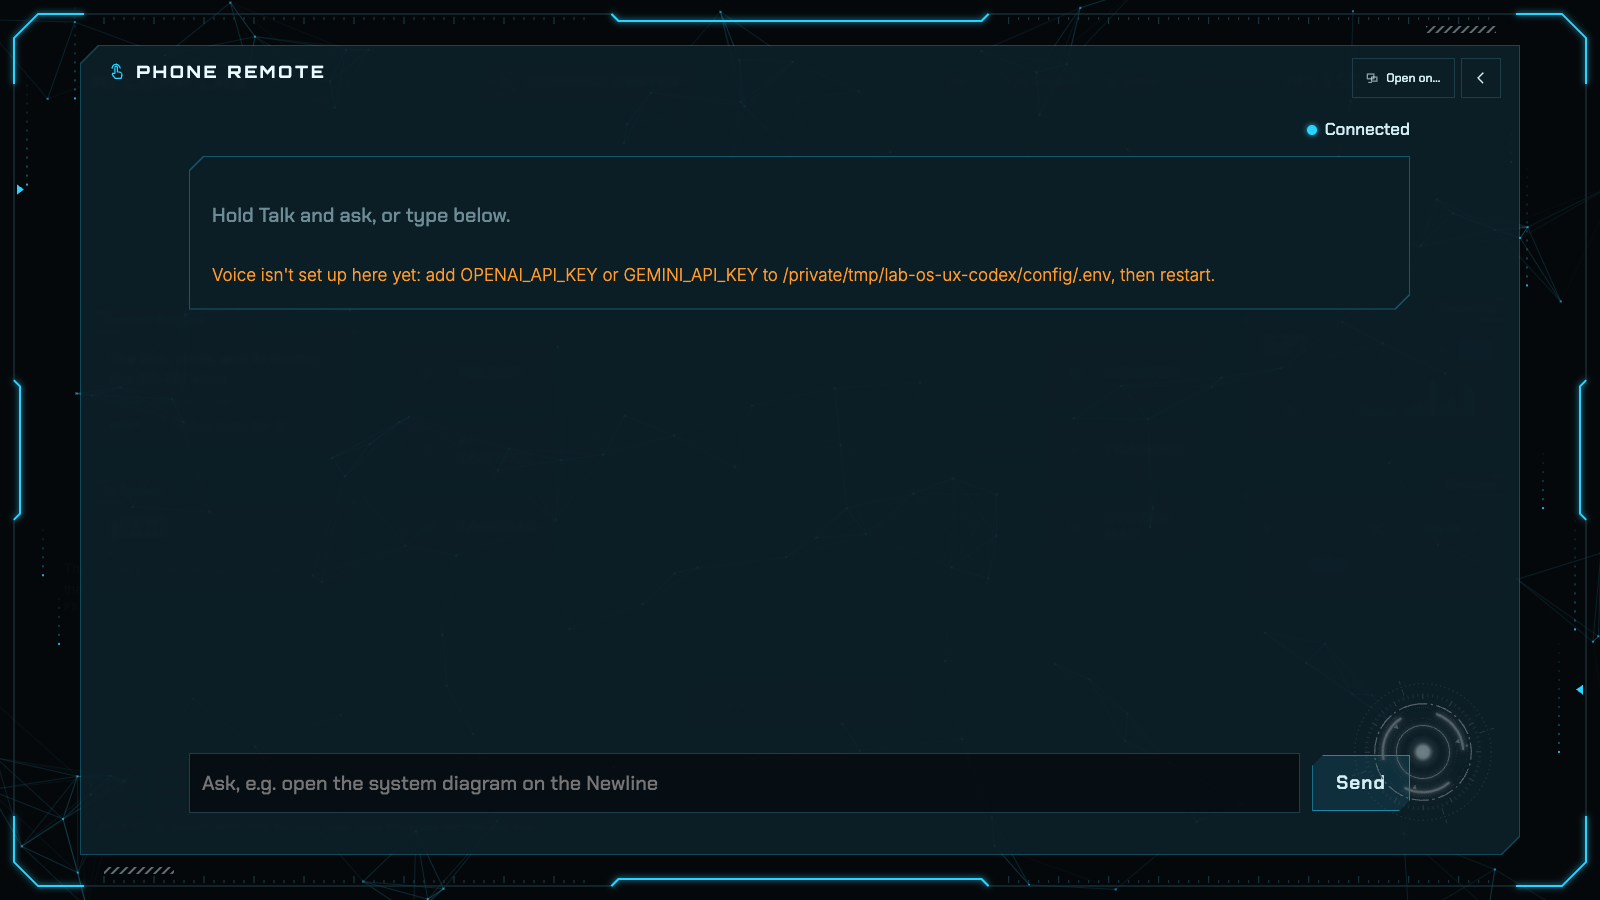 PHONE REMOTE
Open on...
Connected
Hold Talk and ask, or type below.
Voice isn't set up here yet: add OPENAI_API_KEY or GEMINI_API_KEY to /private/tmp/lab-os-ux-codex/config/.env, then restart.
Ask, e.g. open the system diagram on the Newline
Send